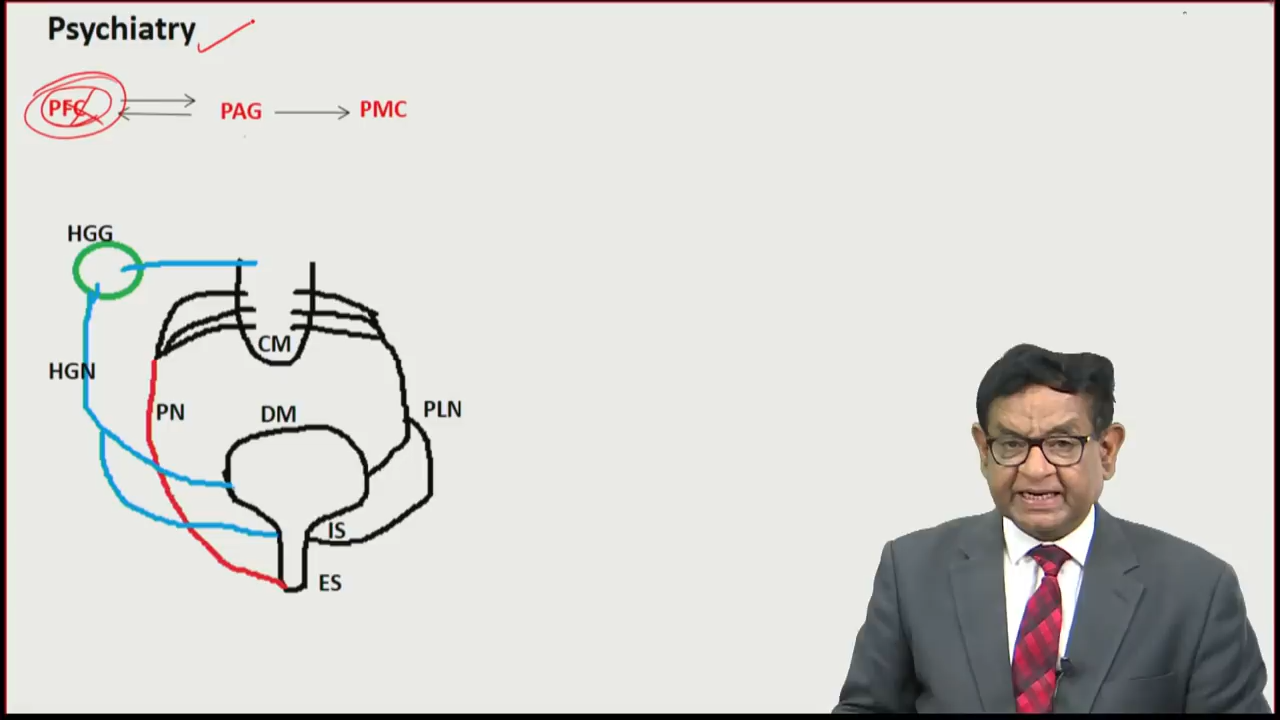 Psychiatry
PFC PAG PMC
HGG
CM
HGN
PN DM PLN
IS
ES